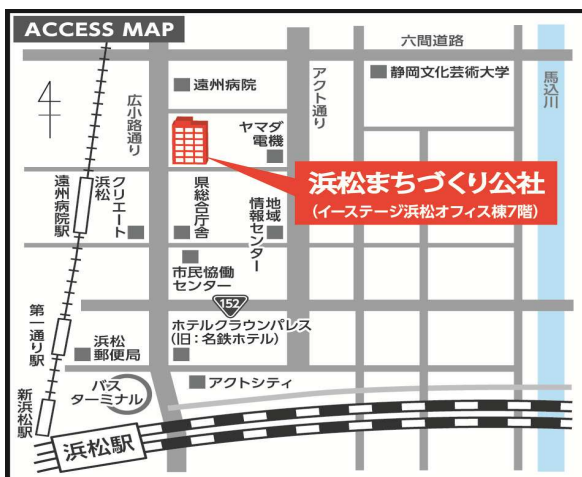 ACCESS MAP
六間道路
遠州病院
静岡文化芸術大学
アクト通り
馬込川
広小路通り
ヤマダ
電機
浜松まちづくり公社
(イーステージ浜松オフィス棟7階)
遠州病院駅
クリエート
浜松
県総合庁舎
地域
情報センター
市民協働
センター
152
ホテルクラウンパレス
(旧:名鉄ホテル)
第一通り駅
浜松
郵便局
バス
ターミナル
アクトシティ
新浜松駅
浜松駅